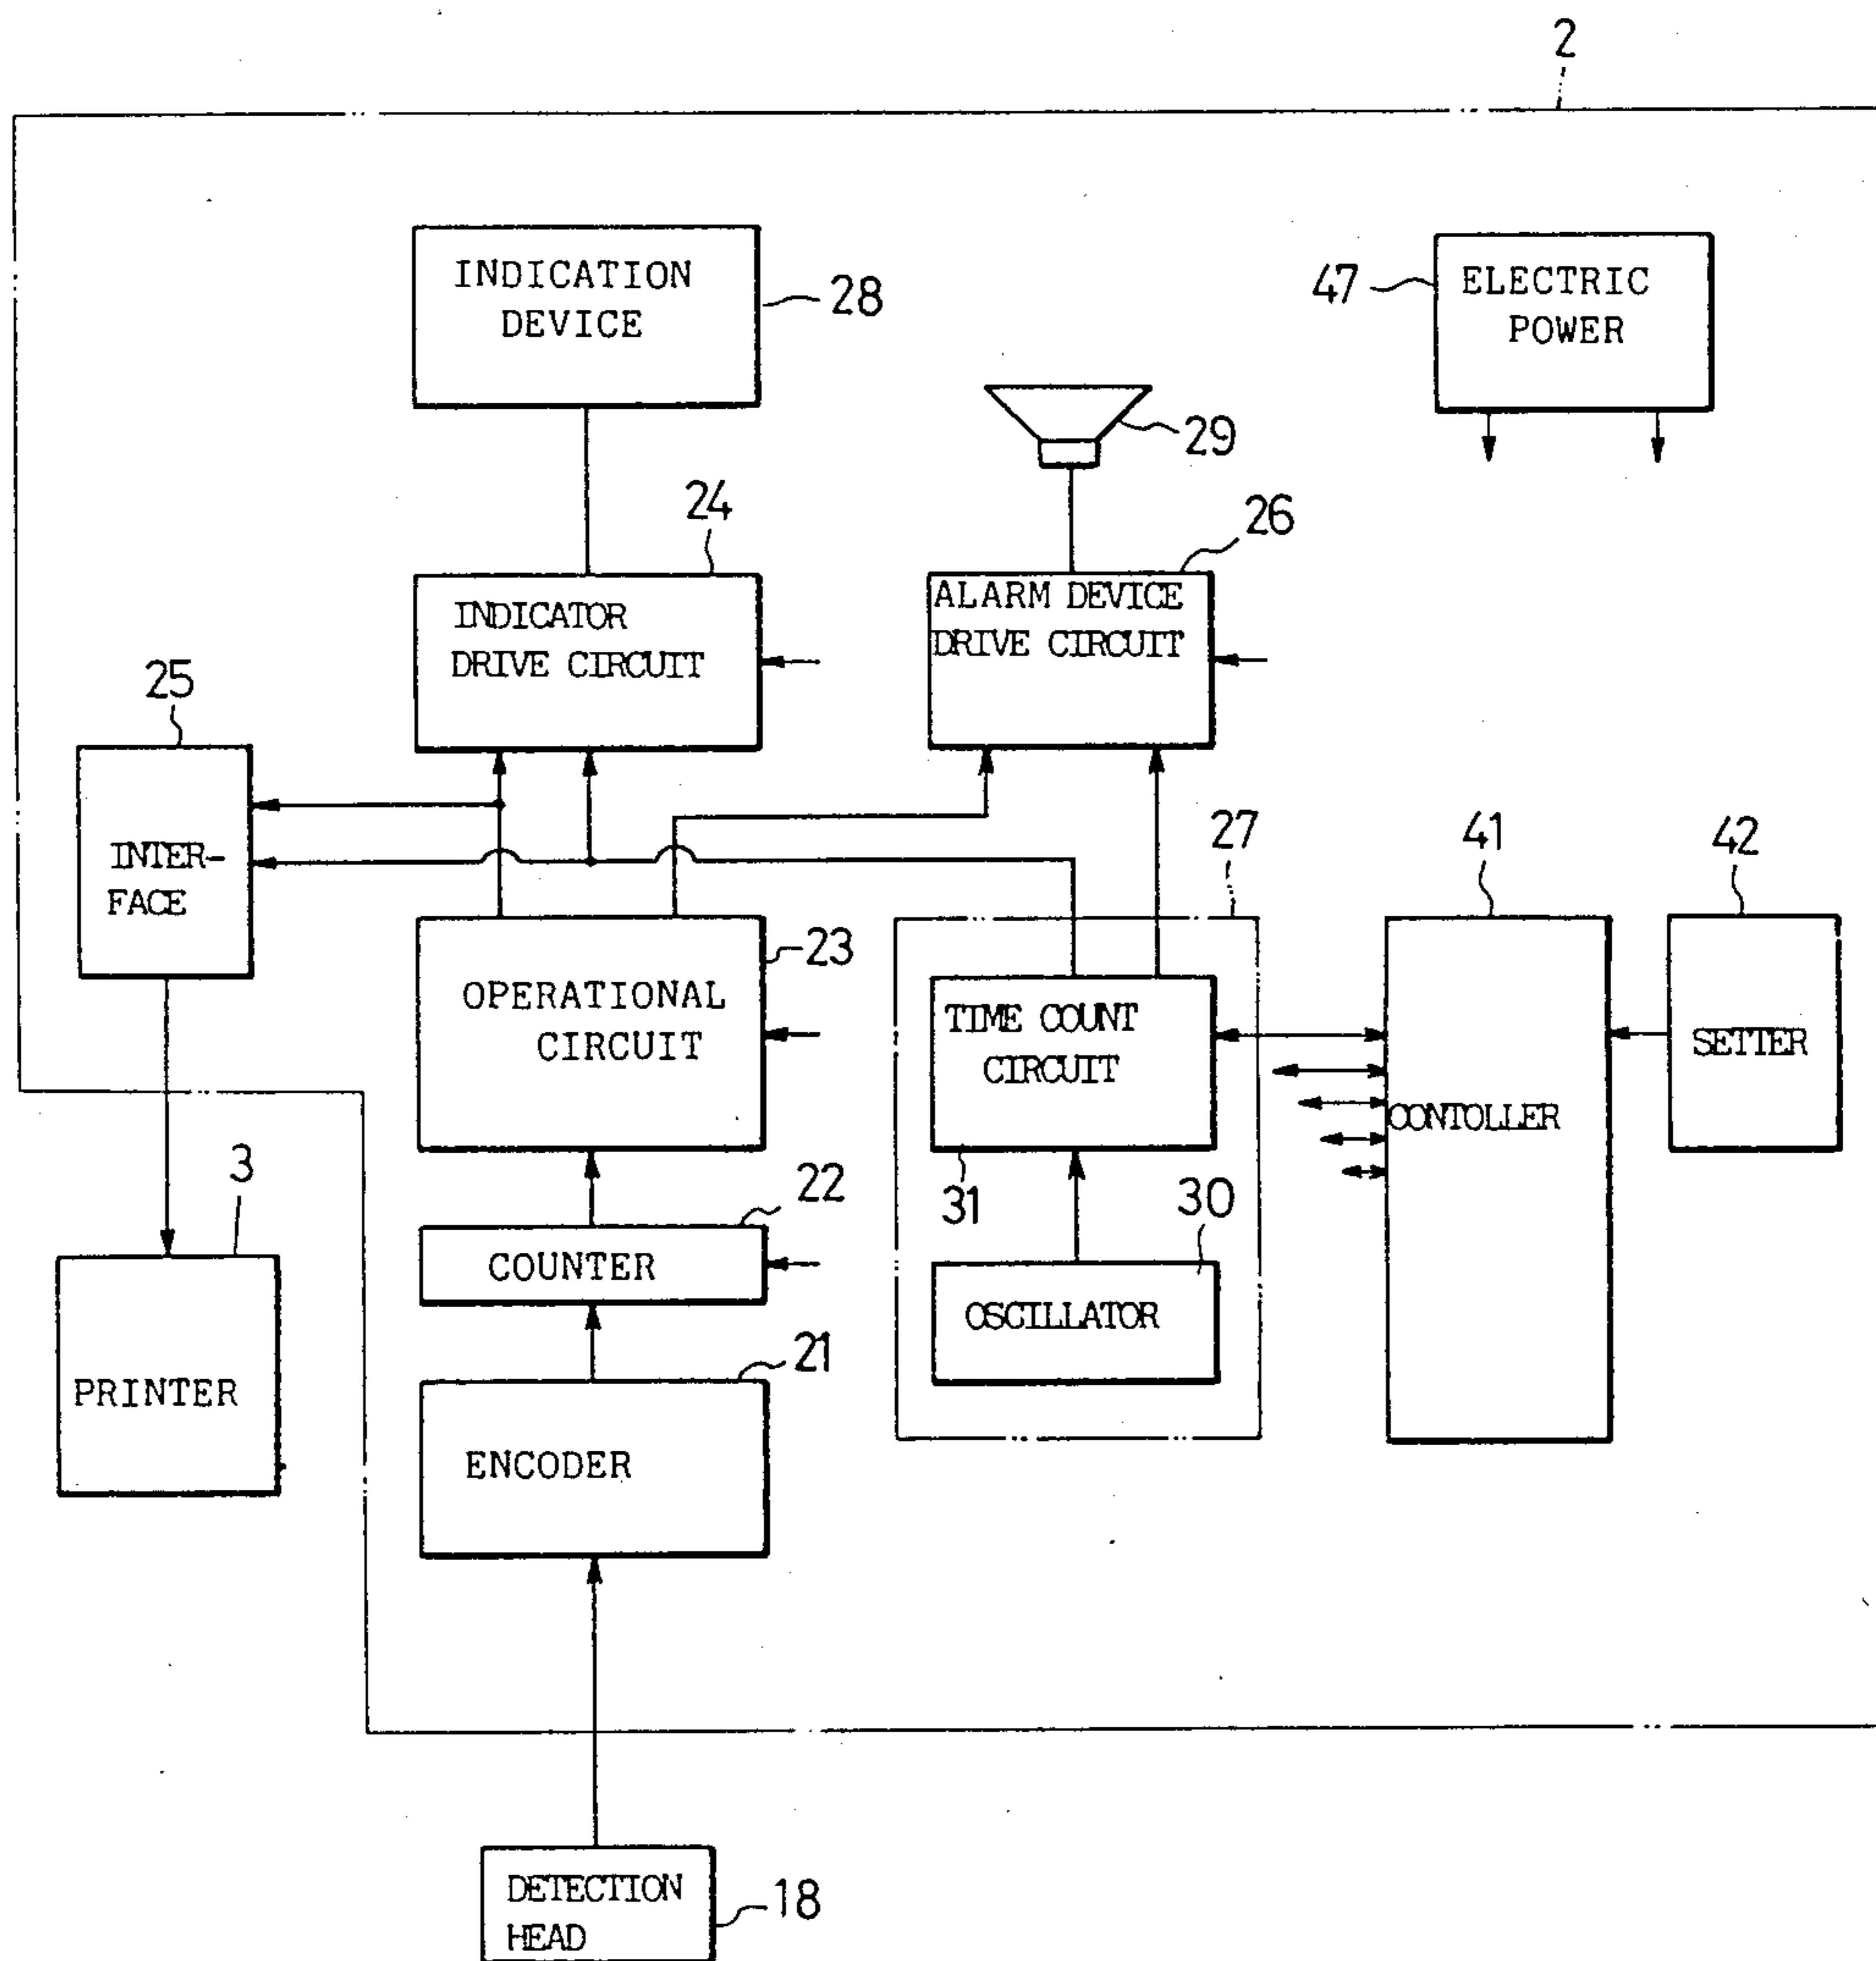 2
INDICATION
DEVICE
28
47
ELECTRIC
POWER
29
24
26
INDICATOR
DRIVE CIRCUIT
ALARM DEVICE
DRIVE CIRCUIT
25
INTER-
FACE
27
41
42
23
OPERATIONAL
CIRCUIT
TIME COUNT
CIRCUIT
SETTER
CONTOLLER
3
22
31
30
COUNTER
OSCILLATOR
PRINTER
21
ENCODER
DETECTION
HEAD
18